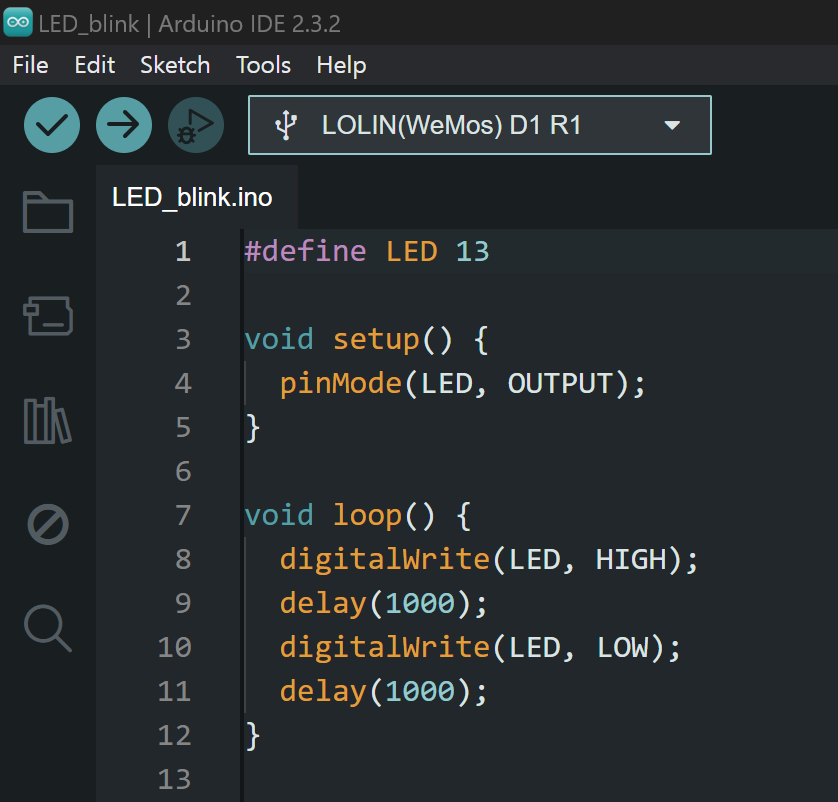 LED_blink | Arduino IDE 2.3.2
File Edit Sketch Tools Help
LOLIN(WeMos) D1 R1
LED_blink.ino
1 #define LED 13
2
3 void setup() {
4   pinMode(LED, OUTPUT);
5 }
6
7 void loop() {
8   digitalWrite(LED, HIGH);
9   delay(1000);
10   digitalWrite(LED, LOW);
11   delay(1000);
12 }
13